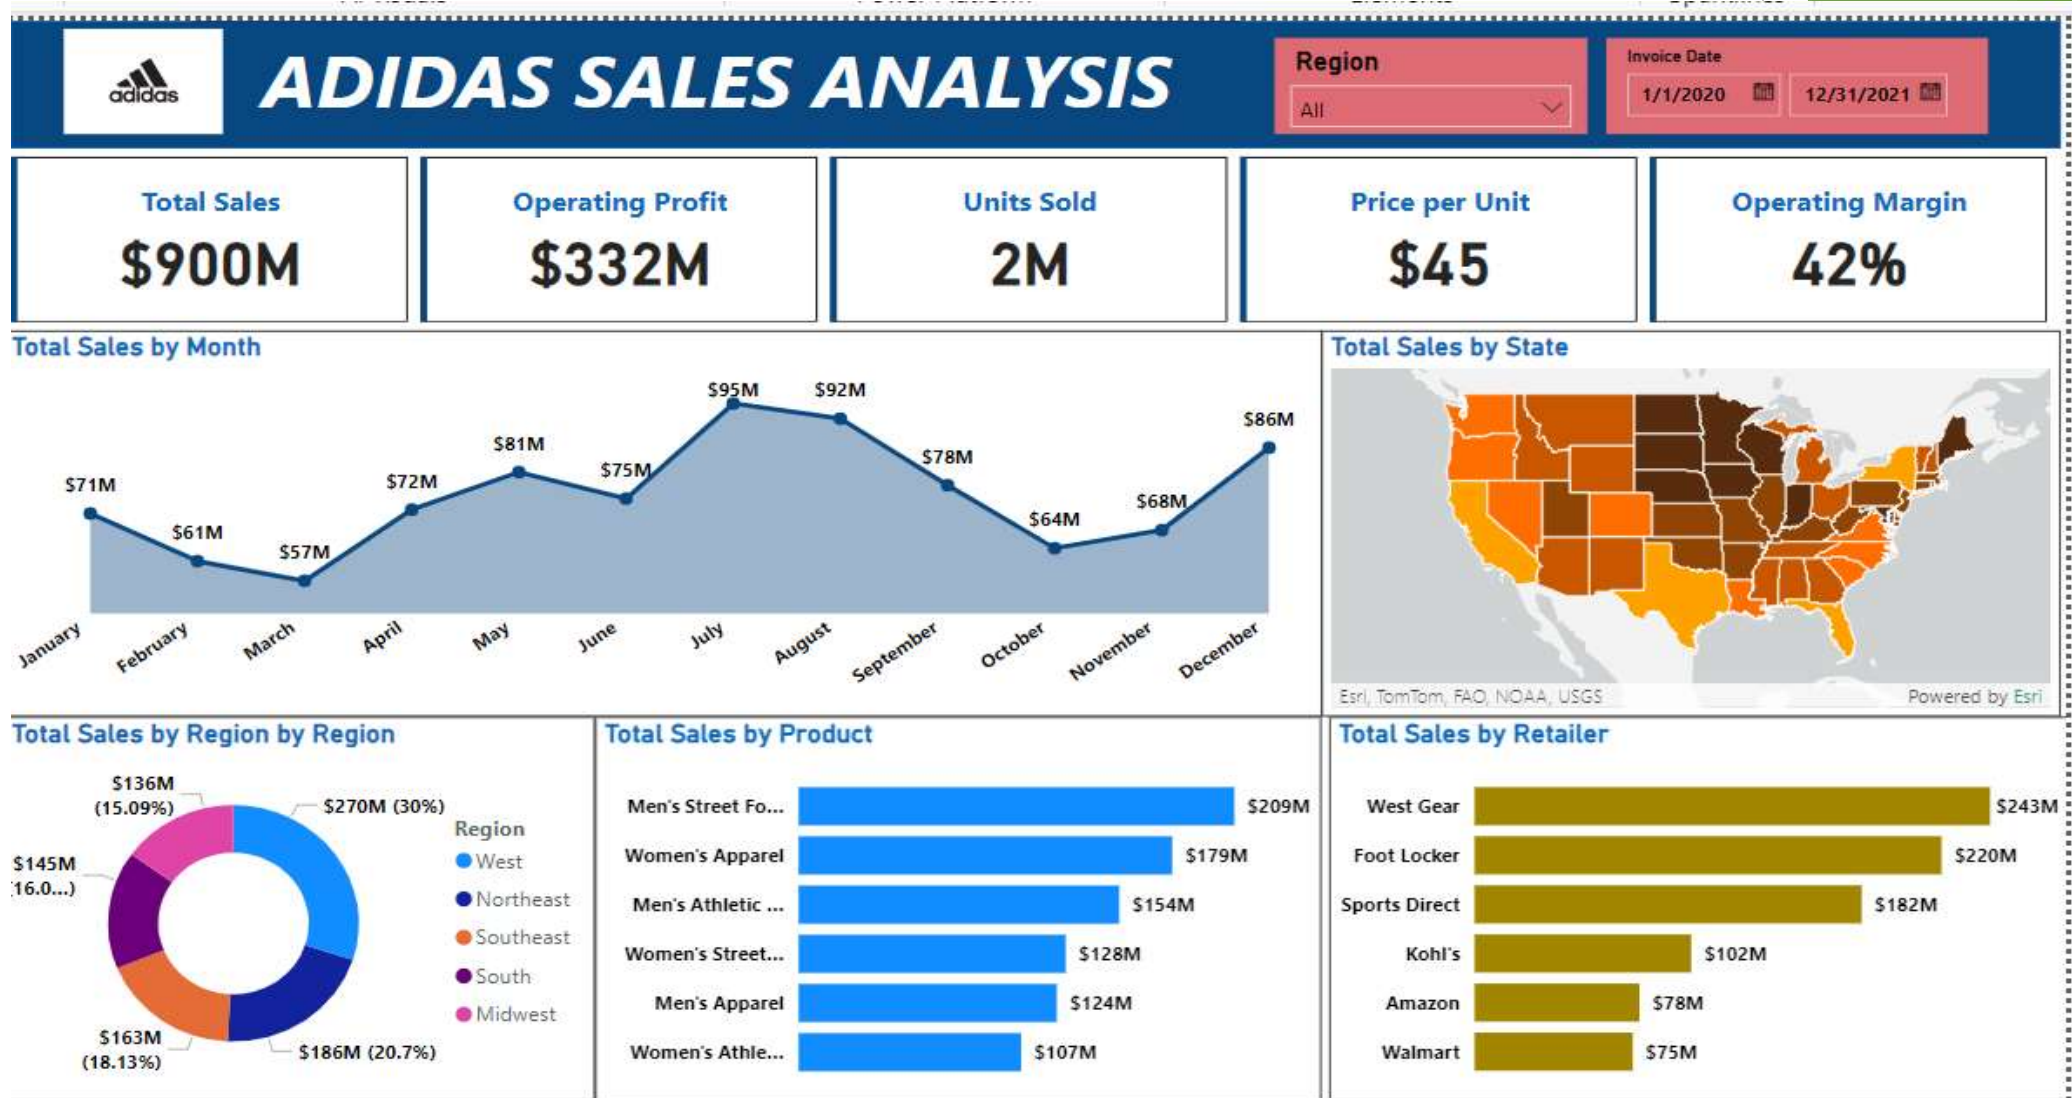 adidas
ADIDAS SALES ANALYSIS
Region
All
Invoice Date
1/1/2020
12/31/2021
Total Sales
$900M
Operating Profit
$332M
Units Sold
2M
Price per Unit
$45
Operating Margin
42%
Total Sales by Month
$71M
$61M
$57M
$72M
$81M
$75M
$95M
$92M
$78M
$64M
$68M
$86M
January
February
March
April
May
June
July
August
September
October
November
December
Total Sales by State
Esri, TomTom, FAO, NOAA, USGS
Powered by Esri
Total Sales by Region by Region
$136M
(15.09%)
$270M (30%)
$145M
16.0...)
$163M
(18.13%)
$186M (20.7%)
Region
West
Northeast
Southeast
South
Midwest
Total Sales by Product
Men's Street Fo... $209M
Women's Apparel $179M
Men's Athletic ... $154M
Women's Street... $128M
Men's Apparel $124M
Women's Athle... $107M
Total Sales by Retailer
West Gear $243M
Foot Locker $220M
Sports Direct $182M
Kohl's $102M
Amazon $78M
Walmart $75M